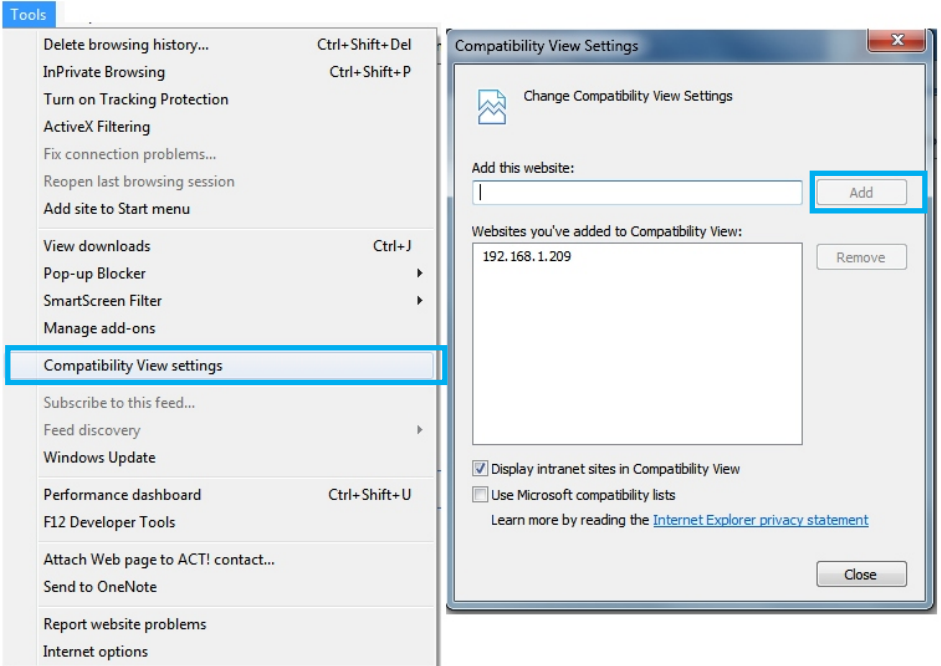 Tools
Delete browsing history... Ctrl+Shift+Del
InPrivate Browsing Ctrl+Shift+P
Turn on Tracking Protection
ActiveX Filtering
Fix connection problems...
Reopen last browsing session
Add site to Start menu
View downloads Ctrl+J
Pop-up Blocker
SmartScreen Filter
Manage add-ons
Compatibility View settings
Subscribe to this feed...
Feed discovery
Windows Update
Performance dashboard Ctrl+Shift+U
F12 Developer Tools
Attach Web page to ACT! contact...
Send to OneNote
Report website problems
Internet options
Compatibility View Settings
Change Compatibility View Settings
Add this website:
Add
Websites you've added to Compatibility View:
192.168.1.209
Remove
Display intranet sites in Compatibility View
Use Microsoft compatibility lists
Learn more by reading the Internet Explorer privacy statement
Close